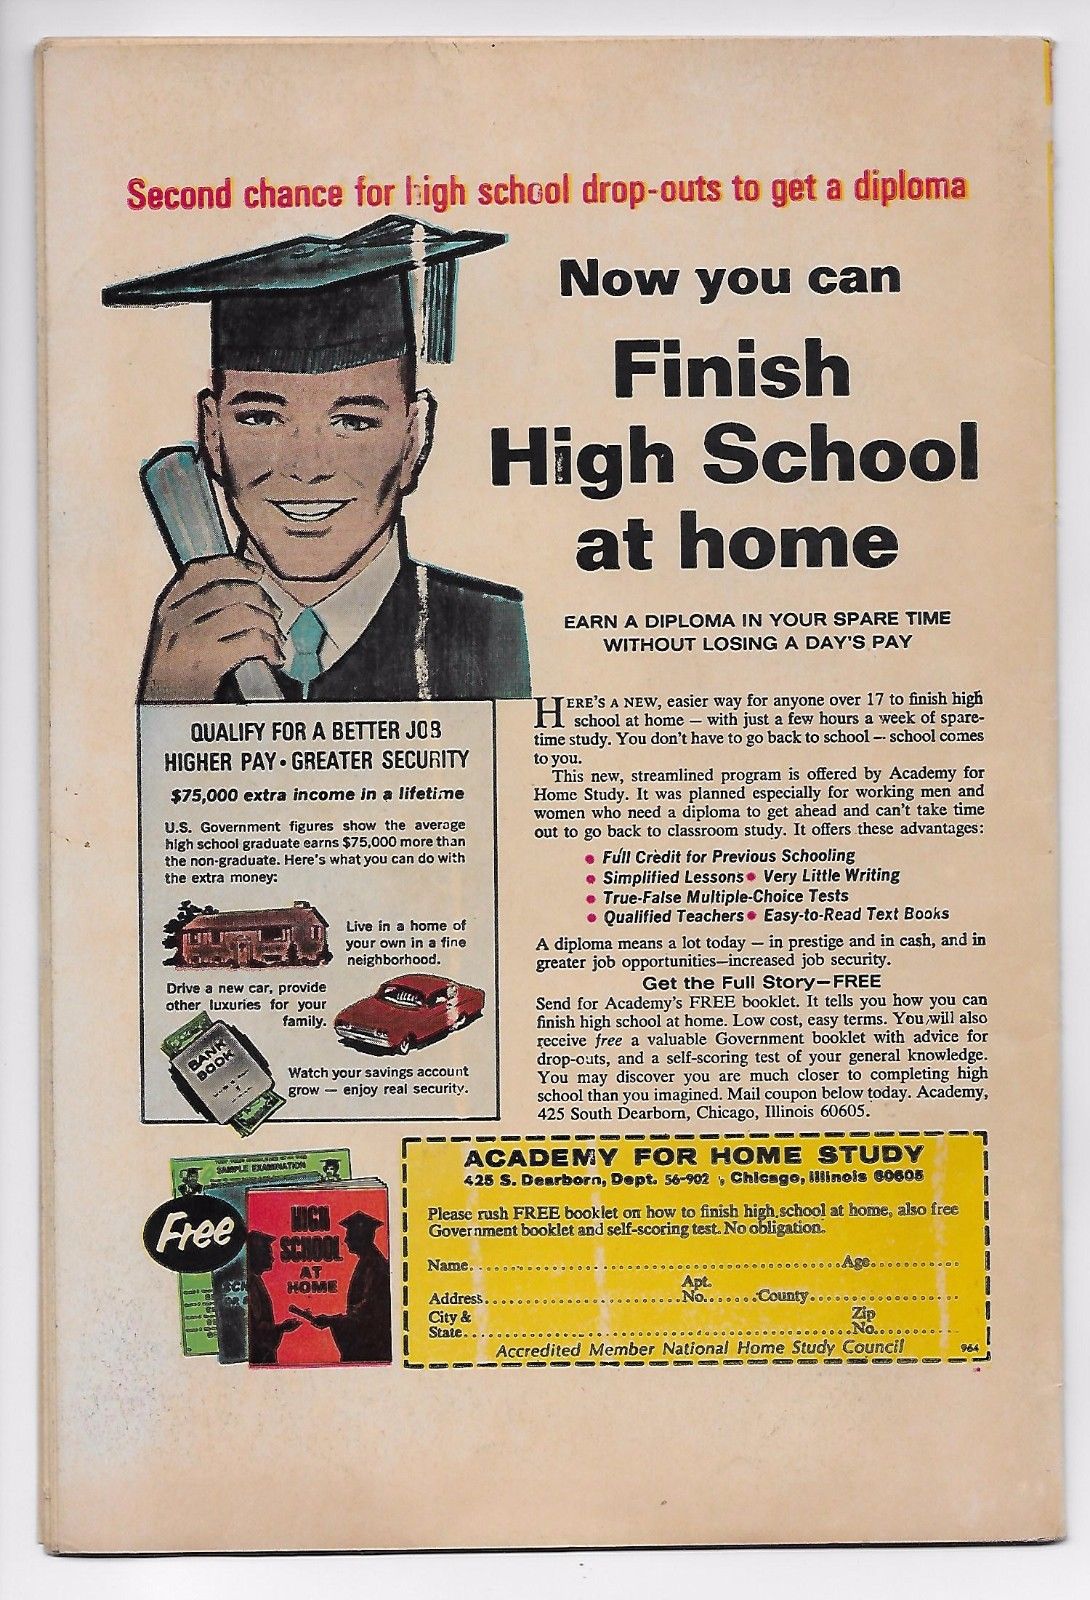 Second chance for high school drop-outs to get a diploma
Now you can
Finish
High School
at home
EARN A DIPLOMA IN YOUR SPARE TIME
WITHOUT LOSING A DAY'S PAY
HERE'S A NEW, easier way for anyone over 17 to finish high
school at home — with just a few hours a week of spare-
time study. You don't have to go back to school — school comes
to you.
This new, streamlined program is offered by Academy for
Home Study. It was planned especially for working men and
women who need a diploma to get ahead and can't take time
out to go back to classroom study. It offers these advantages:
• Full Credit for Previous Schooling
• Simplified Lessons • Very Little Writing
• True-False Multiple-Choice Tests
• Qualified Teachers • Easy-to-Read Text Books
A diploma means a lot today — in prestige and in cash, and in
greater job opportunities—increased job security.
Get the Full Story—FREE
Send for Academy's FREE booklet. It tells you how you can
finish high school at home. Low cost, easy terms. You will also
receive free a valuable Government booklet with advice for
drop-outs, and a self-scoring test of your general knowledge.
You may discover you are much closer to completing high
school than you imagined. Mail coupon below today. Academy,
425 South Dearborn, Chicago, Illinois 60605.
QUALIFY FOR A BETTER JOB
HIGHER PAY • GREATER SECURITY
$75,000 extra income in a lifetime
U.S. Government figures show the average
high school graduate earns $75,000 more than
the non-graduate. Here's what you can do with
the extra money:
Live in a home of
your own in a fine
neighborhood.
Drive a new car, provide
other luxuries for your
family.
BANK
BOOK
Watch your savings account
grow — enjoy real security.
SAMPLE EXAMINATION
Free
HIGH
SCHOOL
AT
HOME
ACADEMY FOR HOME STUDY
425 S. Dearborn, Dept. 56-902 , Chicago, Illinois 60605
Please rush FREE booklet on how to finish high school at home, also free
Government booklet and self-scoring test. No obligation.
Name Age
Address Apt. No. County
City & State Zip No.
Accredited Member National Home Study Council 964